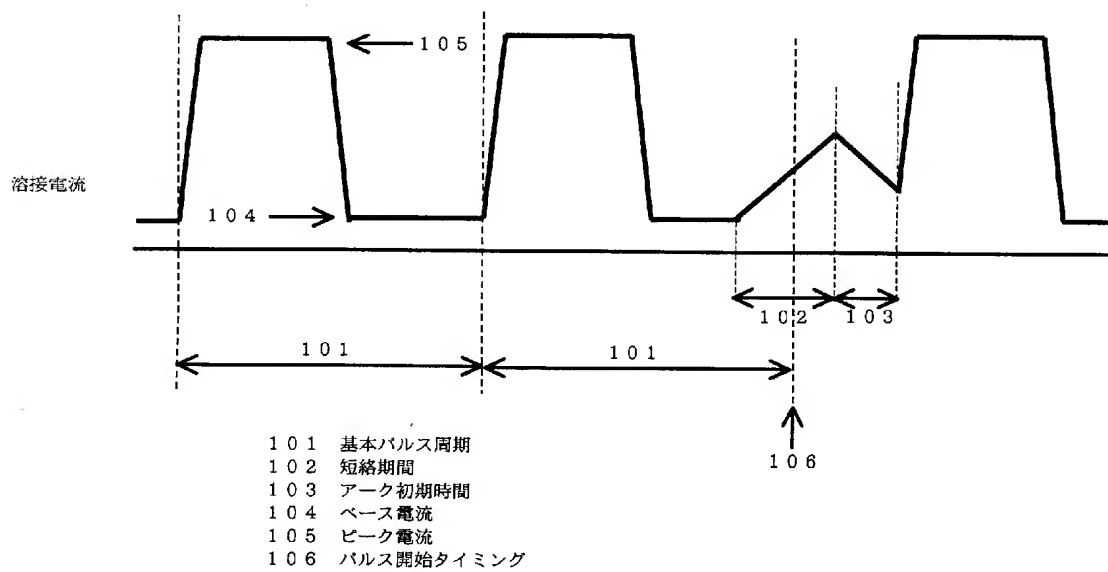 105
溶接電流
104
102
103
101
101
106
101 基本パルス周期
102 短絡期間
103 アーク初期時間
104 ベース電流
105 ピーク電流
106 パルス開始タイミング